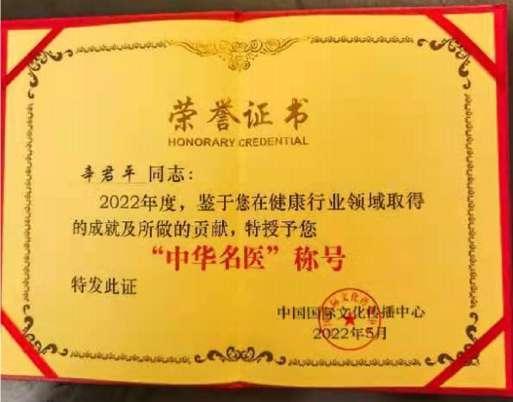 荣誉证书
HONORARY CREDENTIAL
辛君平 同志：
2022年度，鉴于您在健康行业领域取得
的成就及所做的贡献，特授予您
“中华名医”称号
特发此证
中国国际文化传播中心
2022年5月